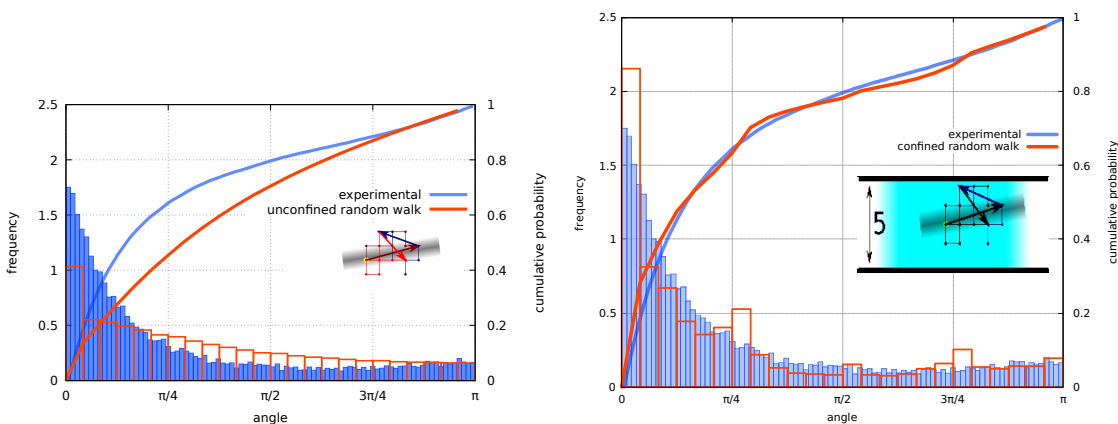 2.5
2
1.5
1
0.5
0
frequency
0
π/4
π/2
3π/4
π
angle
1
0.8
0.6
0.4
0.2
0
cumulative probability
experimental
unconfined random walk
2.5
2
1.5
1
0.5
0
frequency
0
π/4
π/2
3π/4
π
angle
1
0.8
0.6
0.4
0.2
0
cumulative probability
experimental
confined random walk
5